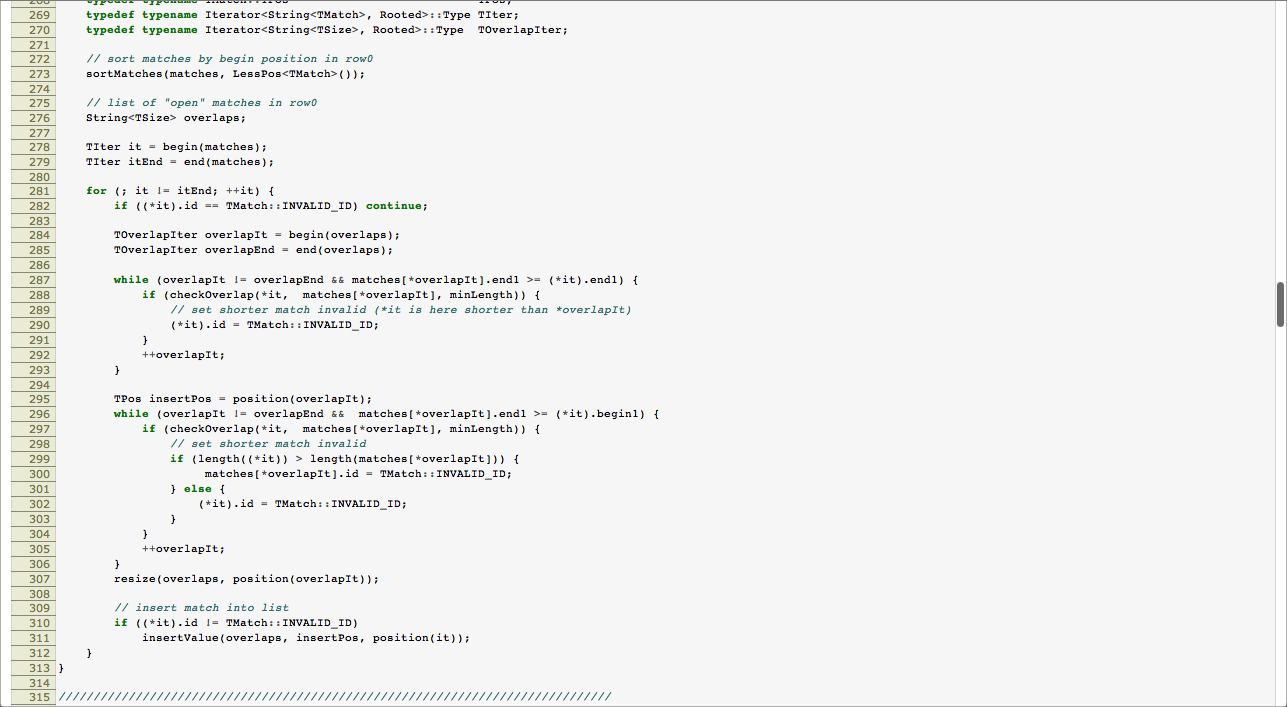 269 typedef typename Iterator<String<TMatch>, Rooted>::Type TIter;
270 typedef typename Iterator<String<TSize>, Rooted>::Type  TOverlapIter;
271
272     // sort matches by begin position in row0
273     sortMatches(matches, LessPos<TMatch>());
274
275     // list of "open" matches in row0
276     String<TSize> overlaps;
277
278     TIter it = begin(matches);
279     TIter itEnd = end(matches);
280
281     for (; it != itEnd; ++it) {
282         if ((*it).id == TMatch::INVALID_ID) continue;
283
284         TOverlapIter overlapIt = begin(overlaps);
285         TOverlapIter overlapEnd = end(overlaps);
286
287         while (overlapIt != overlapEnd && matches[*overlapIt].end1 >= (*it).end1) {
288             if (checkOverlap(*it,  matches[*overlapIt], minLength)) {
289                 // set shorter match invalid (*it is here shorter than *overlapIt)
290                 (*it).id = TMatch::INVALID_ID;
291             }
292             ++overlapIt;
293         }
294
295         TPos insertPos = position(overlapIt);
296         while (overlapIt != overlapEnd &&  matches[*overlapIt].end1 >= (*it).begin1) {
297             if (checkOverlap(*it,  matches[*overlapIt], minLength)) {
298                 // set shorter match invalid
299                 if (length((*it)) > length(matches[*overlapIt])) {
300                     matches[*overlapIt].id = TMatch::INVALID_ID;
301                 } else {
302                     (*it).id = TMatch::INVALID_ID;
303                 }
304             }
305             ++overlapIt;
306         }
307         resize(overlaps, position(overlapIt));
308
309         // insert match into list
310         if ((*it).id != TMatch::INVALID_ID)
311             insertValue(overlaps, insertPos, position(it));
312     }
313 }
314
315 ///////////////////////////////////////////////////////////////////////////////